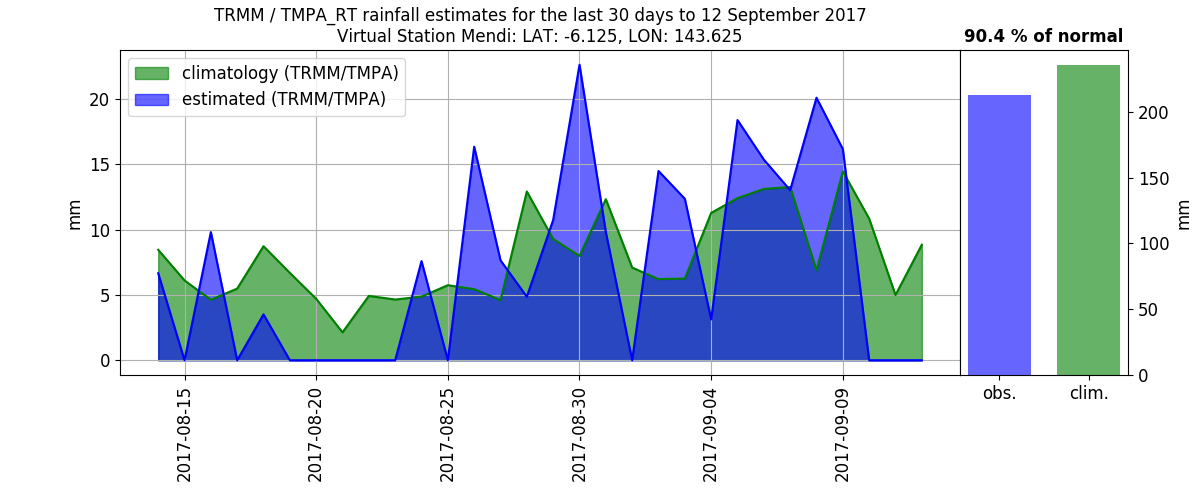 TRMM / TMPA_RT rainfall estimates for the last 30 days to 12 September 2017
Virtual Station Mendi: LAT: -6.125, LON: 143.625
90.4 % of normal
climatology (TRMM/TMPA)
estimated (TRMM/TMPA)
20
15
10
5
0
mm
2017-08-15
2017-08-20
2017-08-25
2017-08-30
2017-09-04
2017-09-09
200
150
100
50
0
mm
obs.
clim.